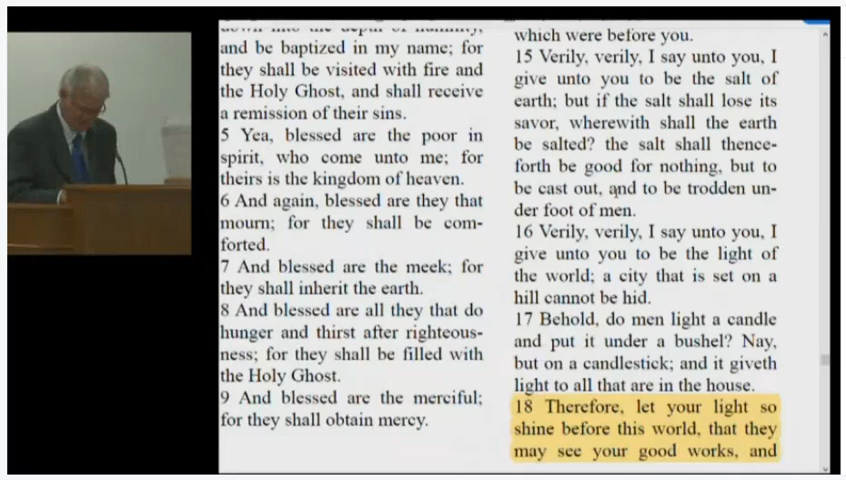 down into the depth of humility,
and be baptized in my name; for
they shall be visited with fire and
the Holy Ghost, and shall receive
a remission of their sins.
5 Yea, blessed are the poor in
spirit, who come unto me; for
theirs is the kingdom of heaven.
6 And again, blessed are they that
mourn; for they shall be com-
forted.
7 And blessed are the meek; for
they shall inherit the earth.
8 And blessed are all they that do
hunger and thirst after righteous-
ness; for they shall be filled with
the Holy Ghost.
9 And blessed are the merciful;
for they shall obtain mercy.
which were before you.
15 Verily, verily, I say unto you, I
give unto you to be the salt of
earth; but if the salt shall lose its
savor, wherewith shall the earth
be salted? the salt shall thence-
forth be good for nothing, but to
be cast out, and to be trodden un-
der foot of men.
16 Verily, verily, I say unto you, I
give unto you to be the light of
the world; a city that is set on a
hill cannot be hid.
17 Behold, do men light a candle
and put it under a bushel? Nay,
but on a candlestick; and it giveth
light to all that are in the house.
18 Therefore, let your light so
shine before this world, that they
may see your good works, and